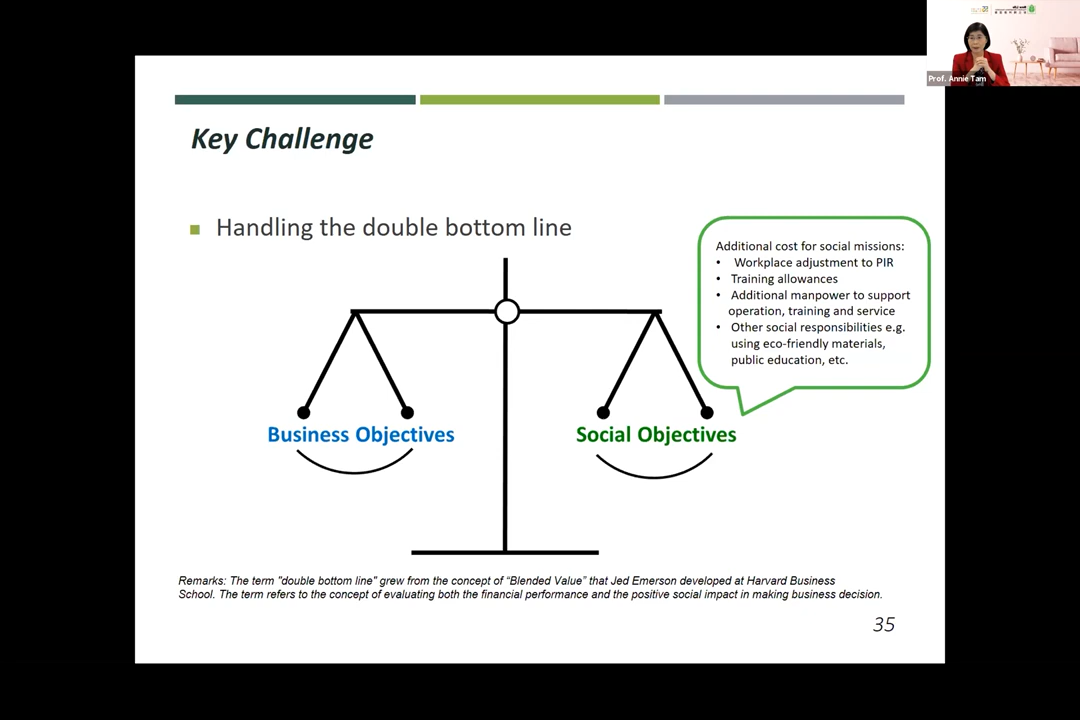 Prof. Annie Tam
Key Challenge
■ Handling the double bottom line
Additional cost for social missions:
• Workplace adjustment to PIR
• Training allowances
• Additional manpower to support
operation, training and service
• Other social responsibilities e.g.
using eco-friendly materials,
public education, etc.
Business Objectives
Social Objectives
Remarks: The term "double bottom line" grew from the concept of “Blended Value” that Jed Emerson developed at Harvard Business
School. The term refers to the concept of evaluating both the financial performance and the positive social impact in making business decision.
35